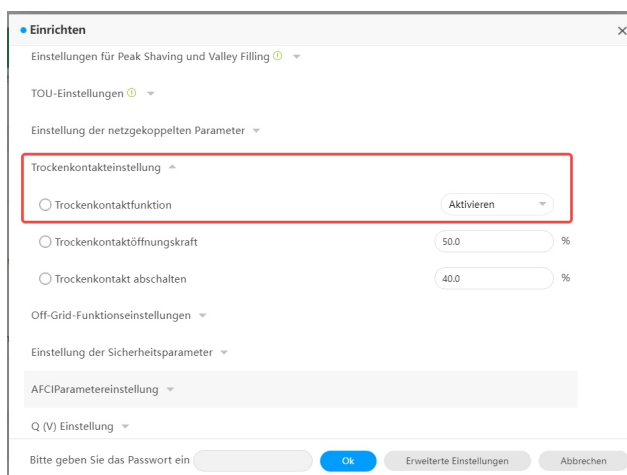 Einrichten
Einstellungen für Peak Shaving und Valley Filling
TOU-Einstellungen
Einstellung der netzgekoppelten Parameter
Trockenkontakteinstellung
Trockenkontaktfunktion Aktivieren
Trockenkontaktöffnungskraft 50.0 %
Trockenkontakt abschalten 40.0 %
Off-Grid-Funktionseinstellungen
Einstellung der Sicherheitsparameter
AFCIParametereinstellung
Q (V) Einstellung
Bitte geben Sie das Passwort ein Ok Erweiterte Einstellungen Abbrechen